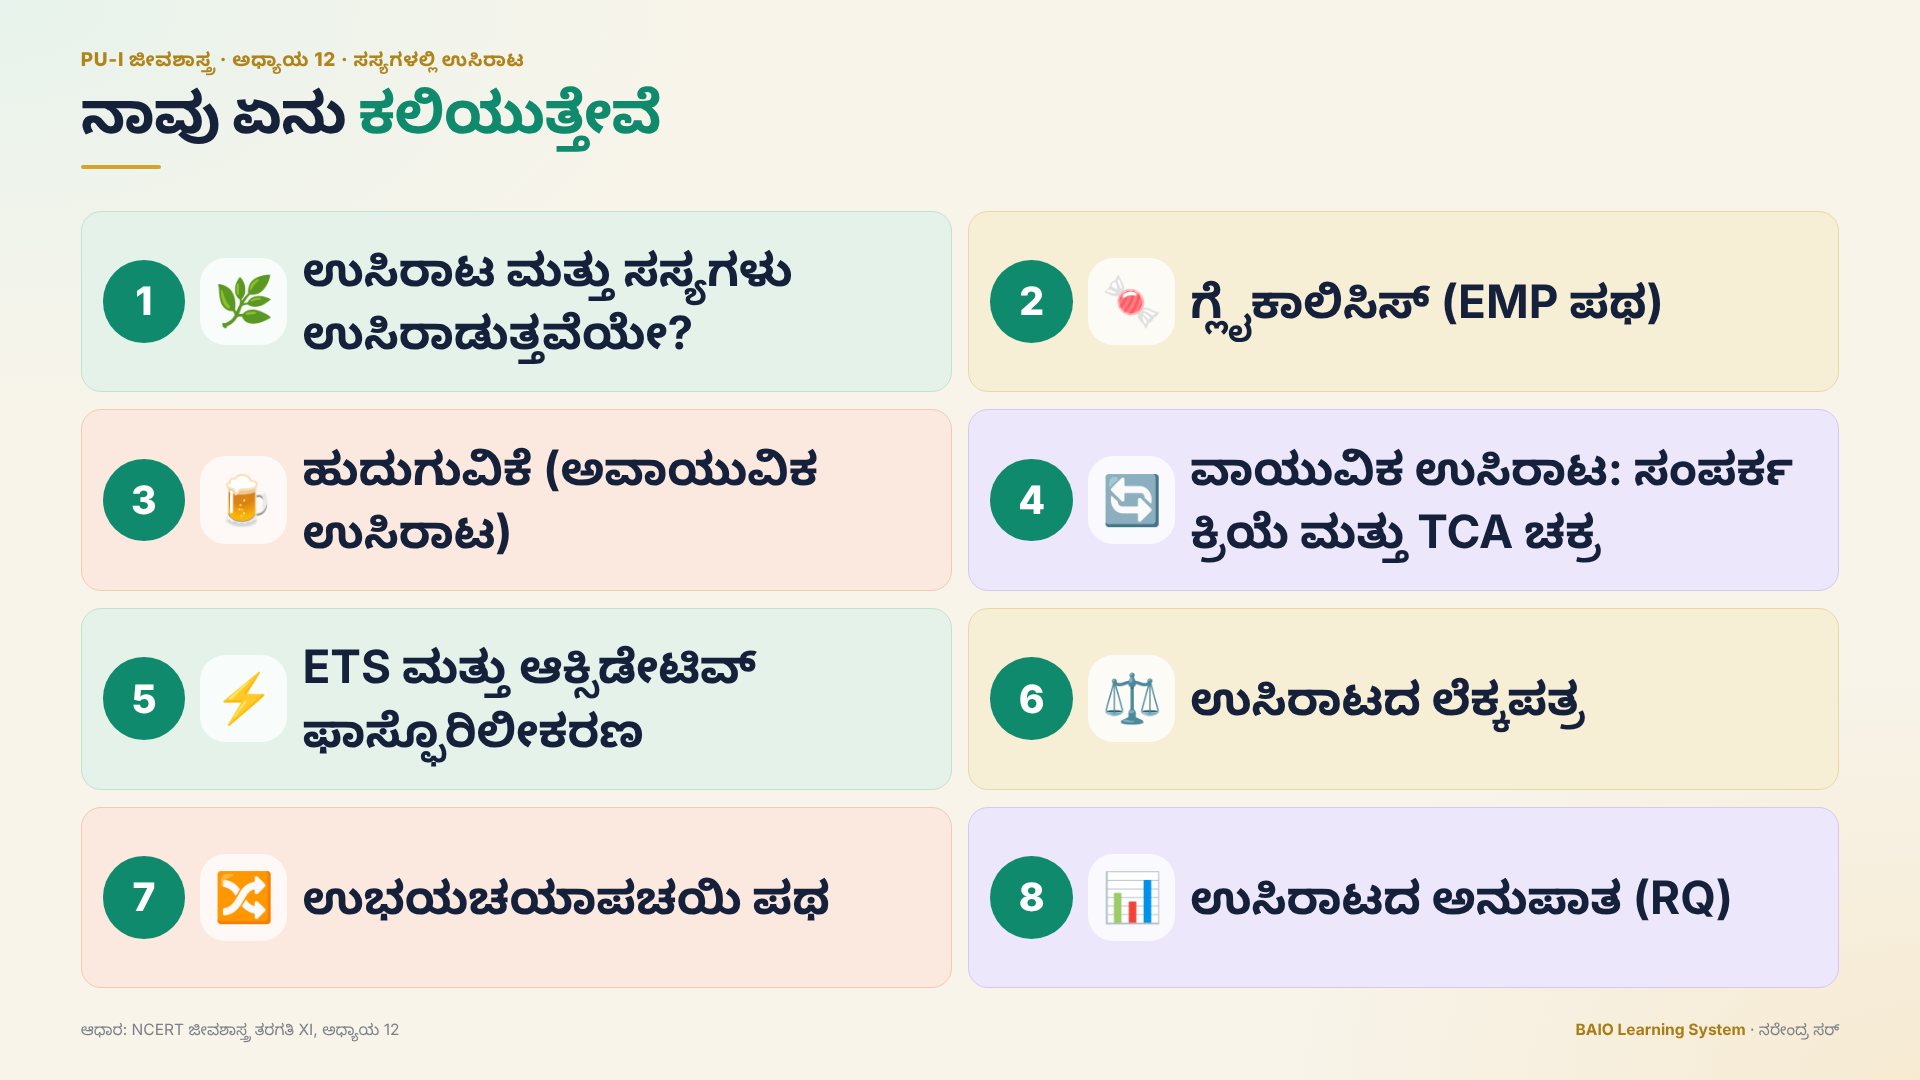 PU-I ಜೀವಶಾಸ್ತ್ರ · ಅಧ್ಯಾಯ 12 · ಸಸ್ಯಗಳಲ್ಲಿ ಉಸಿರಾಟ
ನಾವು ಏನು ಕಲಿಯುತ್ತೇವೆ
1 ಉಸಿರಾಟ ಮತ್ತು ಸಸ್ಯಗಳು
ಉಸಿರಾಡುತ್ತವೆಯೇ?
2 ಗ್ಲೈಕಾಲಿಸಿಸ್ (EMP ಪಥ)
3 ಹುದುಗುವಿಕೆ (ಅವಾಯುವಿಕ
ಉಸಿರಾಟ)
4 ವಾಯುವಿಕ ಉಸಿರಾಟ: ಸಂಪರ್ಕ
ಕ್ರಿಯೆ ಮತ್ತು TCA ಚಕ್ರ
5 ETS ಮತ್ತು ಆಕ್ಸಿಡೇಟಿವ್
ಫಾಸ್ಫೊರಿಲೀಕರಣ
6 ಉಸಿರಾಟದ ಲೆಕ್ಕಪತ್ರ
7 ಉಭಯಚಯಾಪಚಯಿ ಪಥ
8 ಉಸಿರಾಟದ ಅನುಪಾತ (RQ)
ಆಧಾರ: NCERT ಜೀವಶಾಸ್ತ್ರ ತರಗತಿ XI, ಅಧ್ಯಾಯ 12
BAIO Learning System · ನರೇಂದ್ರ ಸರ್